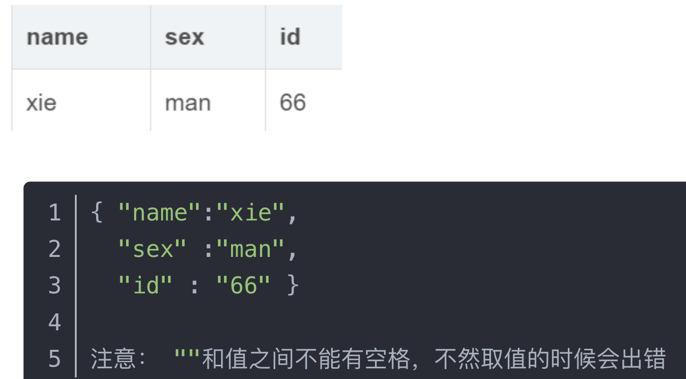 name sex id
xie man 66
1 { "name":"xie",
2 "sex" :"man",
3 "id" : "66" }
4
5 注意： ""和值之间不能有空格，不然取值的时候会出错